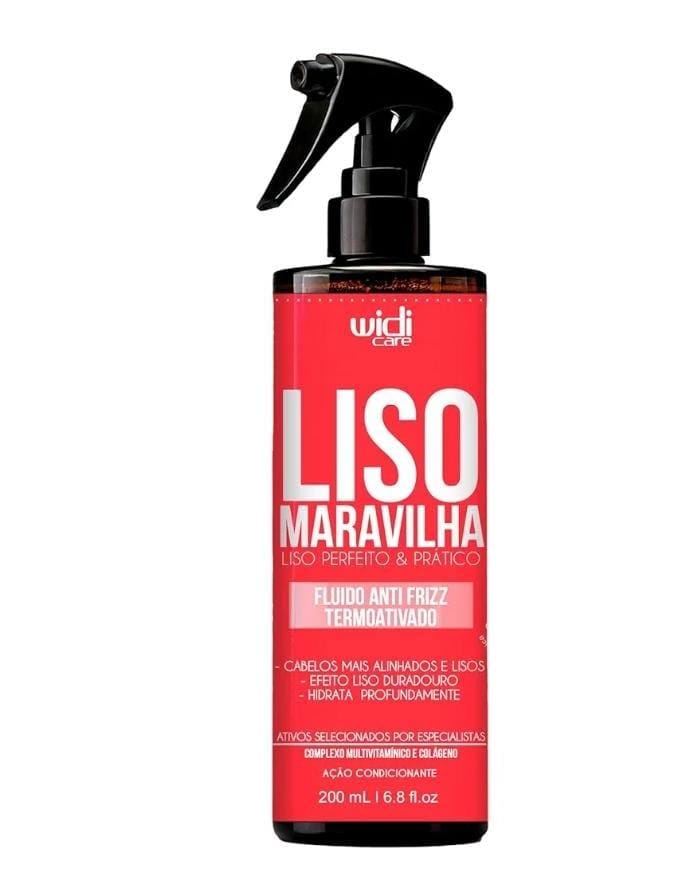 widi
care
LISO
MARAVILHA
LISO PERFEITO & PRÁTICO
FLUIDO ANTI FRIZZ
TERMOATIVADO
- CABELOS MAIS ALINHADOS E LISOS
- EFEITO LISO DURADOURO
- HIDRATA PROFUNDAMENTE
ATIVOS SELECIONADOS POR ESPECIALISTAS
COMPLEXO MULTIVITAMÍNICO E COLÁGENO
AÇÃO CONDICIONANTE
200 mL | 6.8 fl.oz